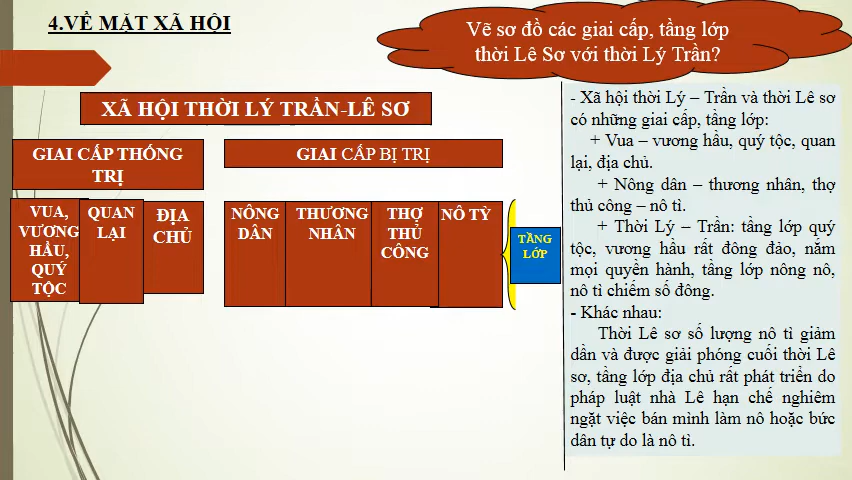 4.VỀ MẶT XÃ HỘI
Vẽ sơ đồ các giai cấp, tầng lớp
thời Lê Sơ với thời Lý Trần?
XÃ HỘI THỜI LÝ TRẦN-LÊ SƠ
GIAI CẤP THỐNG
TRỊ
GIAI CẤP BỊ TRỊ
VUA,
VƯƠNG
HẦU,
QUÝ
TỘC
QUAN
LẠI
ĐỊA
CHỦ
NÔNG
DÂN
THƯƠNG
NHÂN
THỢ
THỦ
CÔNG
NÔ TỲ
TẦNG
LỚP
- Xã hội thời Lý – Trần và thời Lê sơ
có những giai cấp, tầng lớp:
+ Vua – vương hầu, quý tộc, quan
lại, địa chủ.
+ Nông dân – thương nhân, thợ
thủ công – nô tì.
+ Thời Lý – Trần: tầng lớp quý
tộc, vương hầu rất đông đảo, nắm
mọi quyền hành, tầng lớp nông nô,
nô tì chiếm số đông.
- Khác nhau:
Thời Lê sơ số lượng nô tì giảm
dần và được giải phóng cuối thời Lê
sơ, tầng lớp địa chủ rất phát triển do
pháp luật nhà Lê hạn chế nghiêm
ngặt việc bán mình làm nô hoặc bức
dân tự do là nô tì.